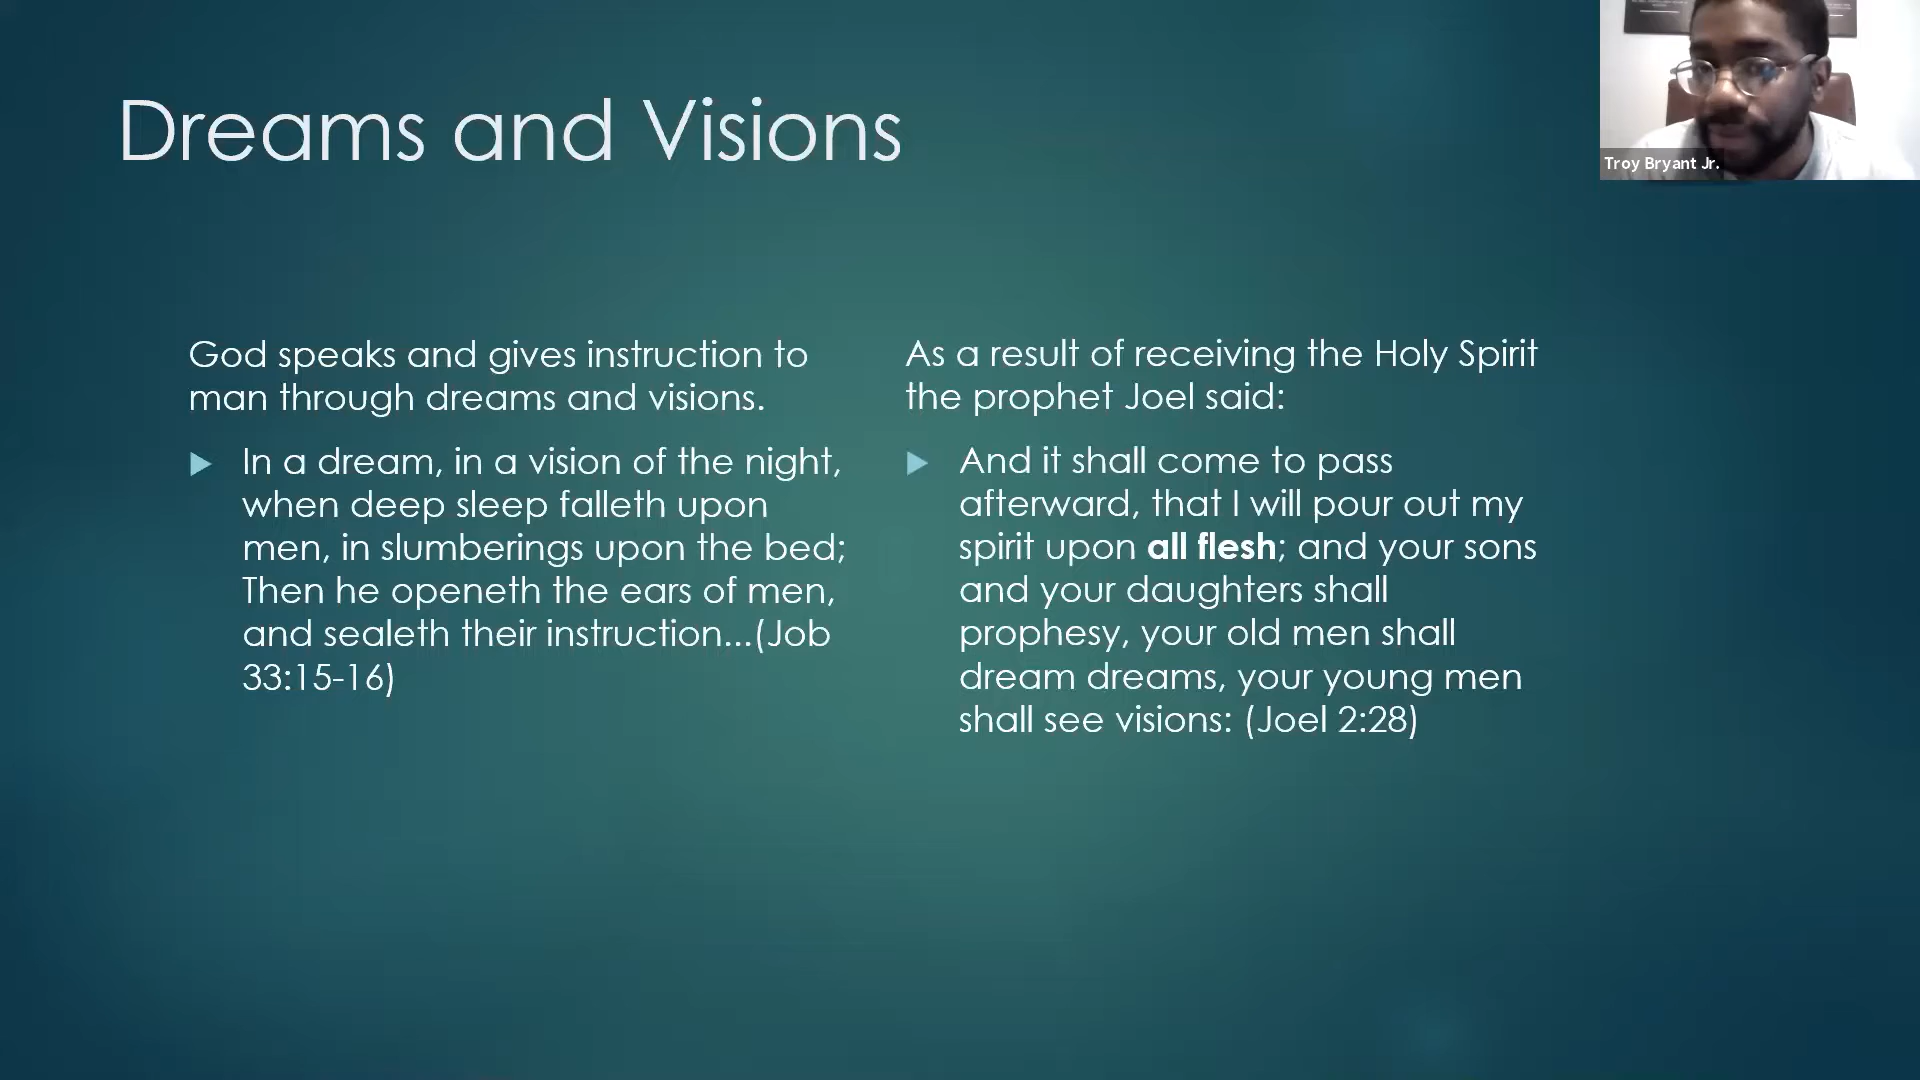 Dreams and Visions
Troy Bryant Jr.
God speaks and gives instruction to
man through dreams and visions.
In a dream, in a vision of the night,
when deep sleep falleth upon
men, in slumberings upon the bed;
Then he openeth the ears of men,
and sealeth their instruction...(Job
33:15-16)
As a result of receiving the Holy Spirit
the prophet Joel said:
And it shall come to pass
afterward, that I will pour out my
spirit upon all flesh; and your sons
and your daughters shall
prophesy, your old men shall
dream dreams, your young men
shall see visions: (Joel 2:28)